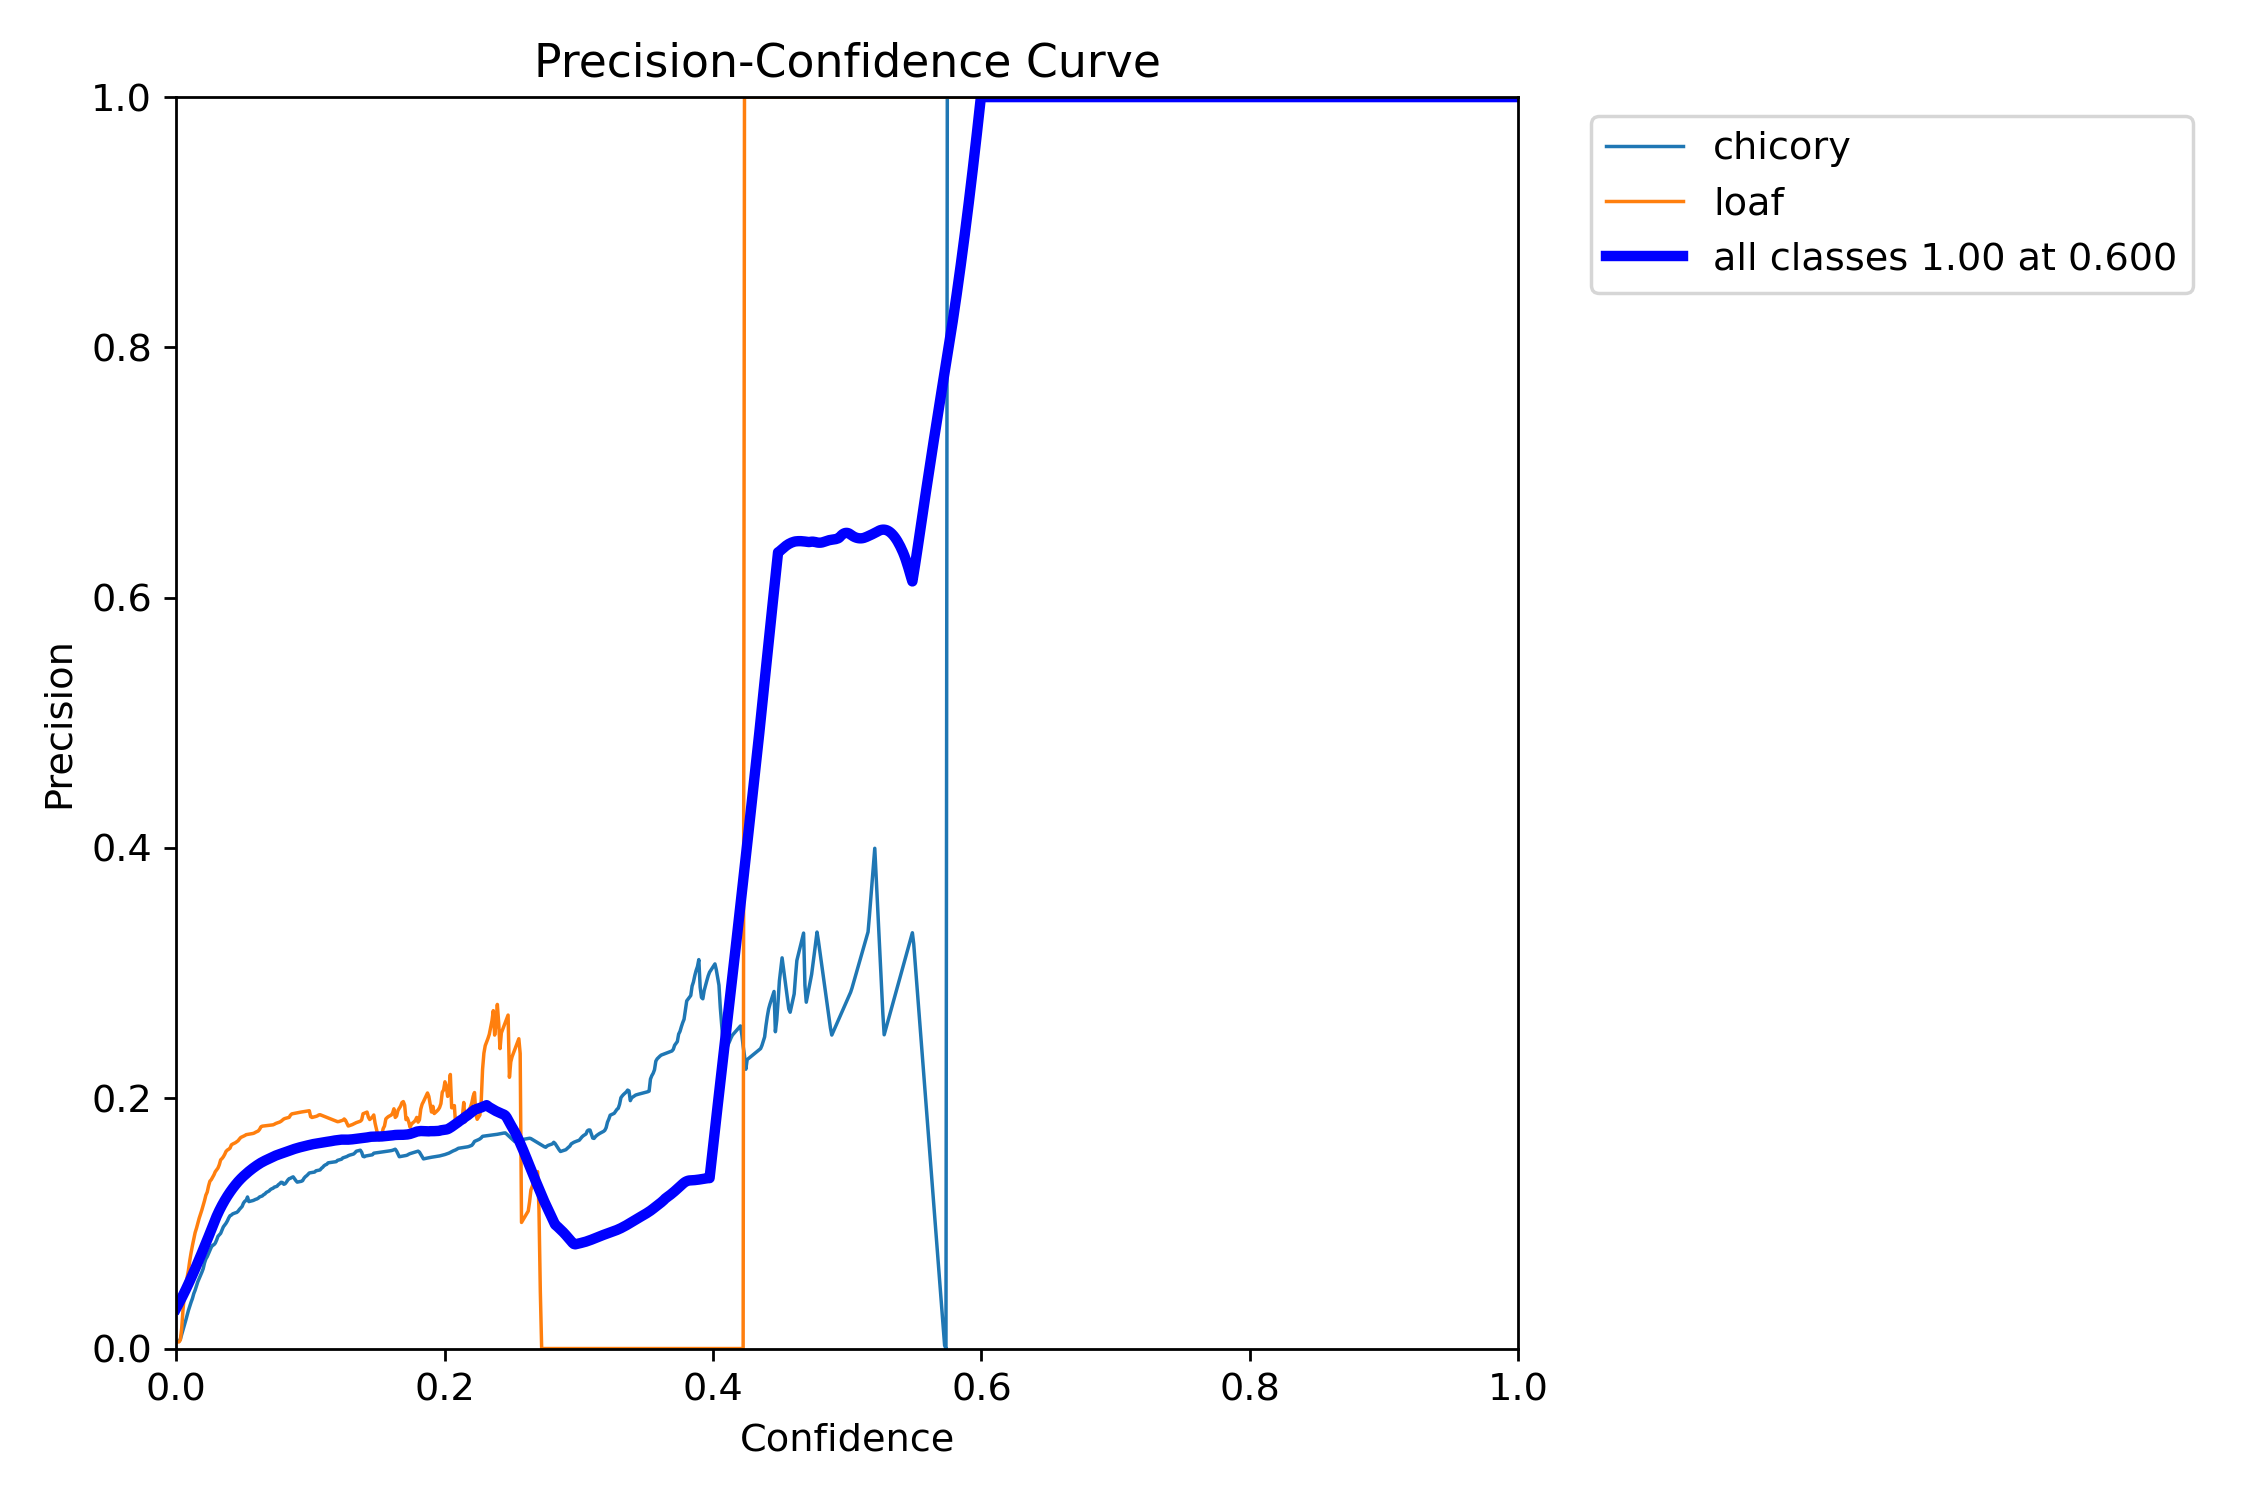 Precision-Confidence Curve
1.0
0.8
0.6
0.4
0.2
0.0
Precision
0.0 0.2 0.4 0.6 0.8 1.0
Confidence
chicory
loaf
all classes 1.00 at 0.600